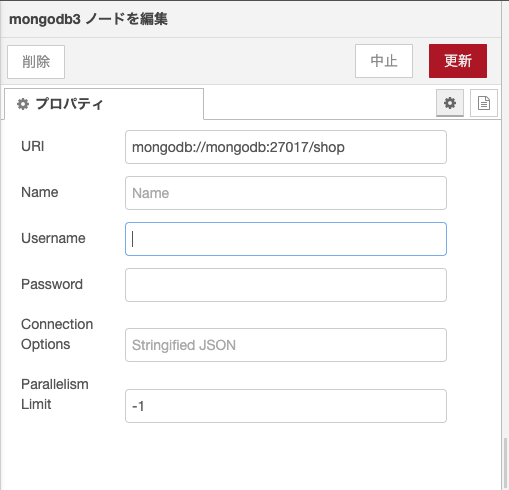 mongodb3 ノードを編集
削除
中止
更新
プロパティ
URI
mongodb://mongodb:27017/shop
Name
Name
Username
Password
Connection
Options
Stringified JSON
Parallelism
Limit
-1